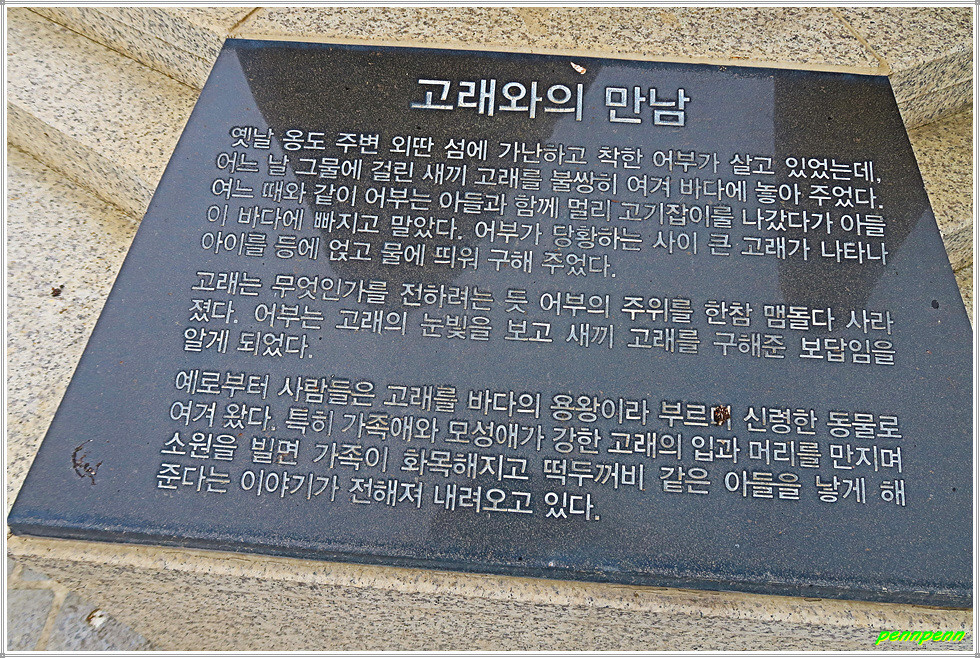 고래와의 만남
옛날 옹도 주변 외딴 섬에 가난하고 착한 어부가 살고 있었는데,
어느 날 그물에 걸린 새끼 고래를 불쌍히 여겨 바다에 놓아 주었다.
여느 때와 같이 어부는 아들과 함께 멀리 고기잡이를 나갔다가 아들
이 바다에 빠지고 말았다. 어부가 당황하는 사이 큰 고래가 나타나
아이를 등에 얹고 물에 띄워 구해 주었다.
고래는 무엇인가를 전하려는 듯 어부의 주위를 한참 맴돌다 사라
졌다. 어부는 고래의 눈빛을 보고 새끼 고래를 구해준 보답임을
알게 되었다.
예로부터 사람들은 고래를 바다의 용왕이라 부르며 신령한 동물로
여겨 왔다. 특히 가족애와 모성애가 강한 고래의 입과 머리를 만지며
소원을 빌면 가족이 화목해지고 떡두꺼비 같은 아들을 낳게 해
준다는 이야기가 전해져 내려오고 있다.
pennpenn